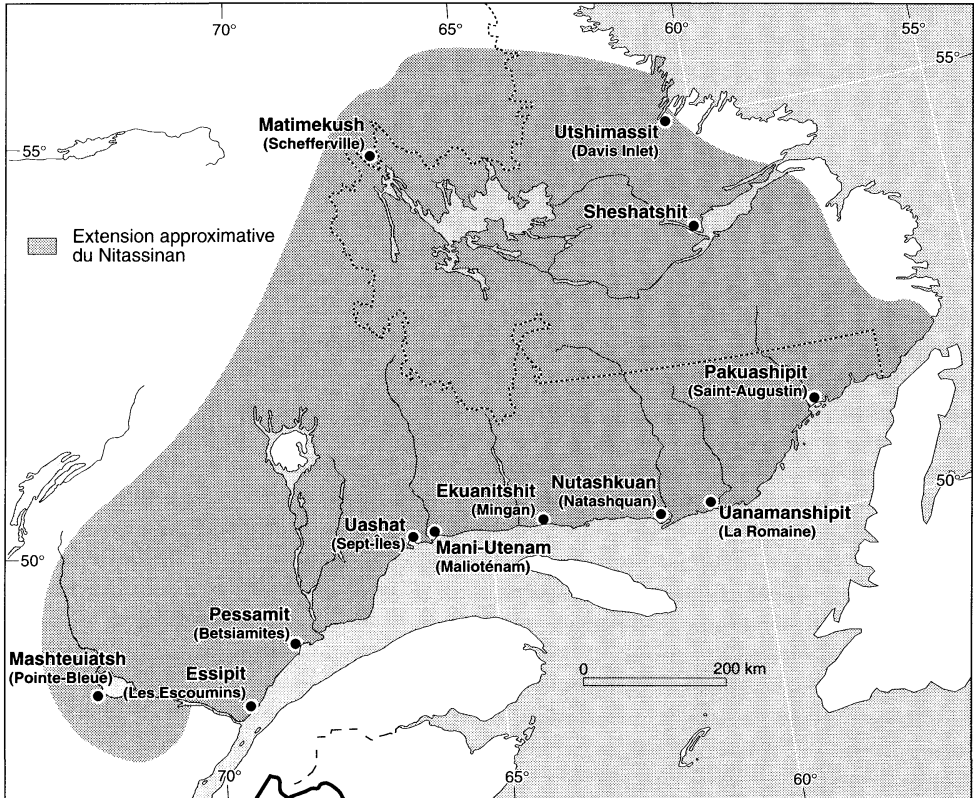 70°
65°
60°
55°
55°
Matimekush
(Schefferville)
Utshimassit
(Davis Inlet)
55°
Sheshatshit
Extension approximative
du Nitassinan
Pakuashipit
(Saint-Augustin)
50°
Ekuanitshit
(Mingan)
Nutashkuan
(Natashquan)
Uanamanshipit
(La Romaine)
Uashat
(Sept-Îles)
Mani-Utenam
(Malioténam)
50°
Pessamit
(Betsiamites)
Mashteuiatsh
(Pointe-Bleue)
Essipit
(Les Escoumins)
0 200 km
70°
65°
60°